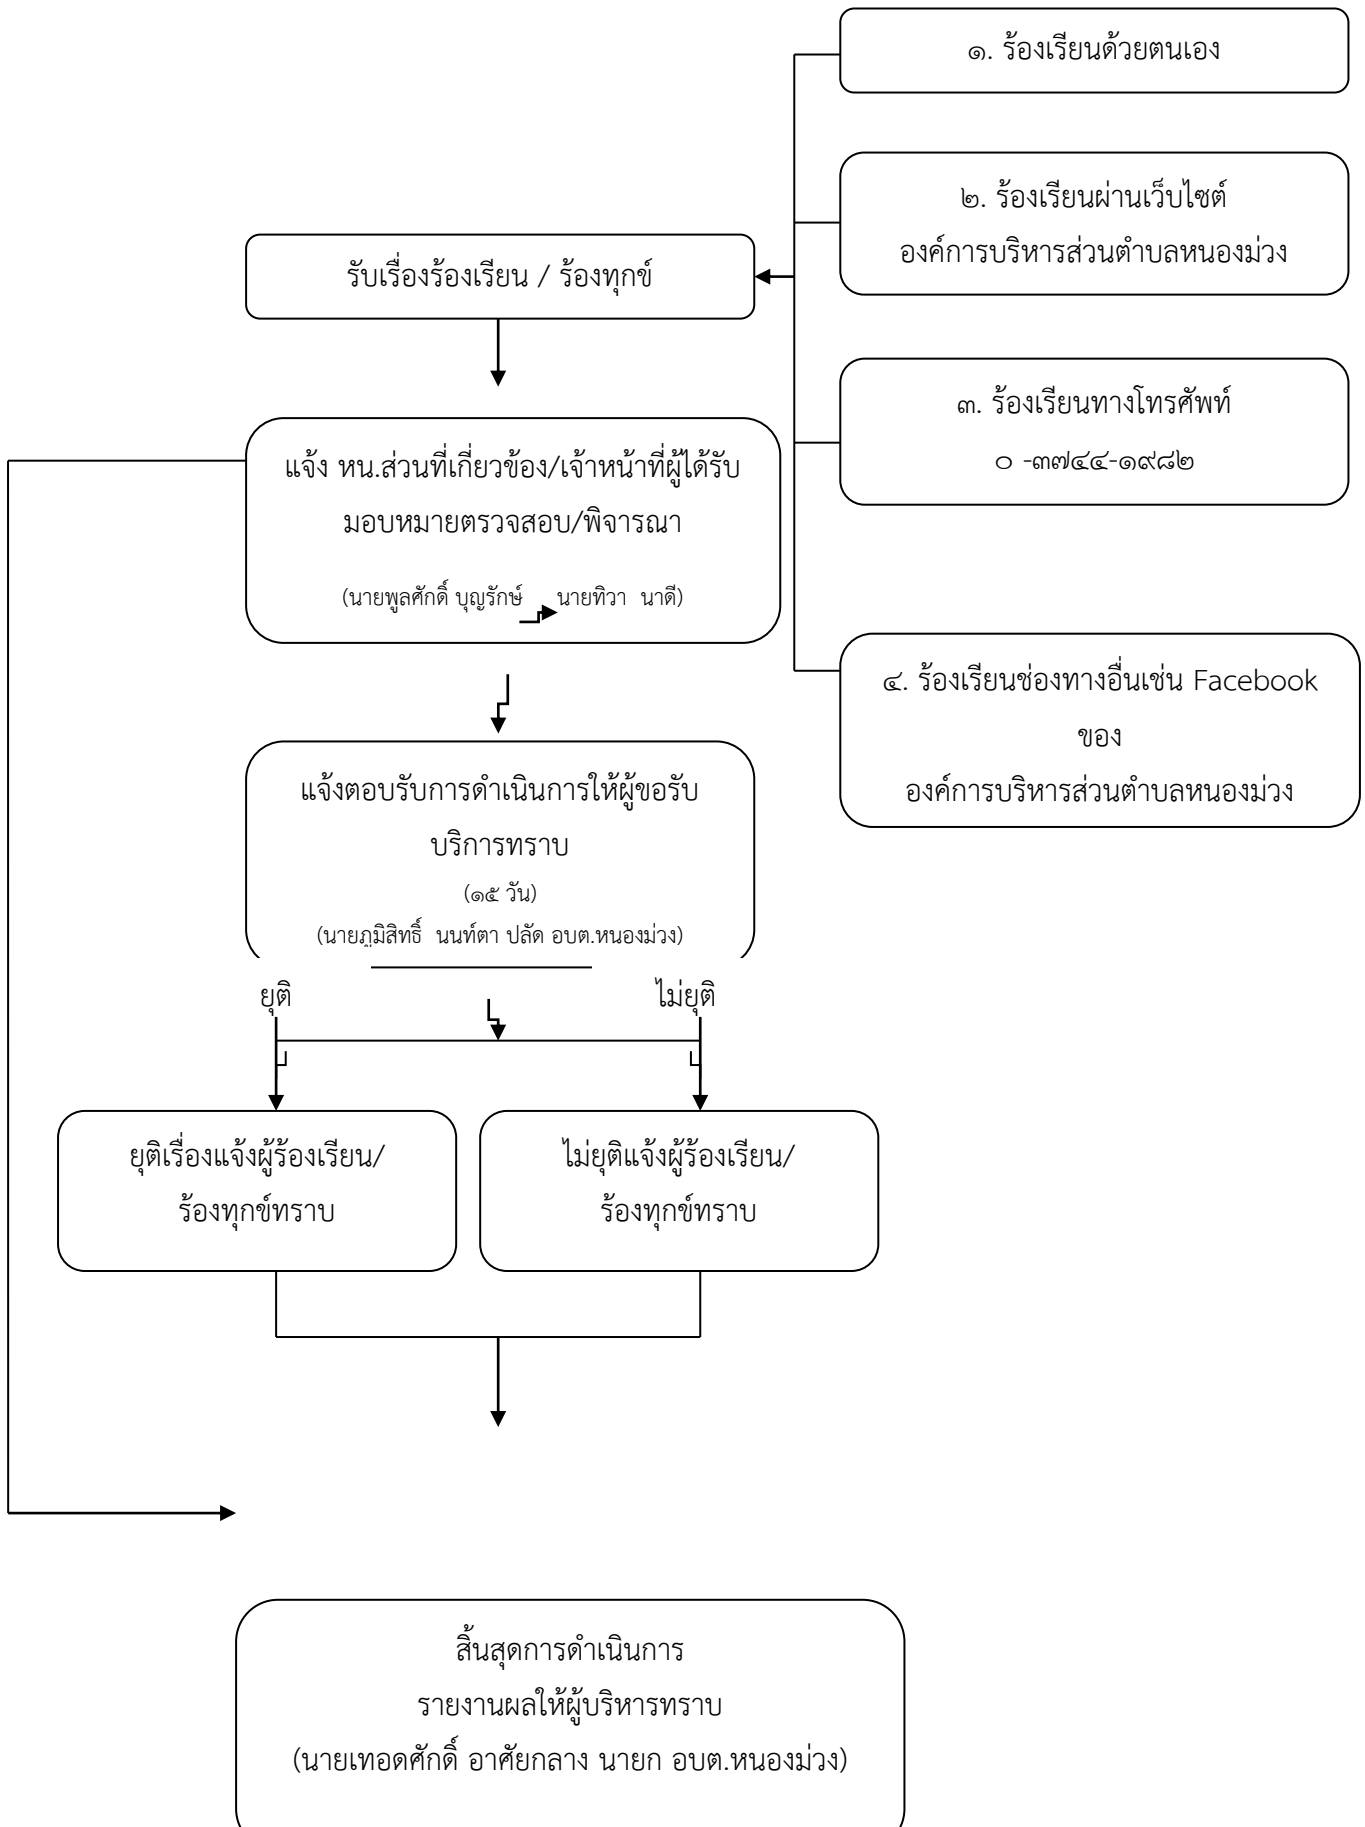 ๑. ร้องเรียนด้วยตนเอง
๒. ร้องเรียนผ่านเว็บไซต์
องค์การบริหารส่วนตำบลหนองม่วง
รับเรื่องร้องเรียน / ร้องทุกข์
๓. ร้องเรียนทางโทรศัพท์
๐ -๓๗๔๔-๑๙๘๒
แจ้ง หน.ส่วนที่เกี่ยวข้อง/เจ้าหน้าที่ผู้ได้รับ
มอบหมายตรวจสอบ/พิจารณา
(นายพูลศักดิ์ บุญรักษ์ นายทิวา นาดี)
๔. ร้องเรียนช่องทางอื่นเช่น Facebook
ของ
องค์การบริหารส่วนตำบลหนองม่วง
แจ้งตอบรับการดำเนินการให้ผู้ขอรับ
บริการทราบ
(๑๕ วัน)
(นายภูมิสิทธิ์ นนท์ตา ปลัด อบต.หนองม่วง)
ยุติ ไม่ยุติ
ยุติเรื่องแจ้งผู้ร้องเรียน/
ร้องทุกข์ทราบ
ไม่ยุติแจ้งผู้ร้องเรียน/
ร้องทุกข์ทราบ
สิ้นสุดการดำเนินการ
รายงานผลให้ผู้บริหารทราบ
(นายเทอดศักดิ์ อาศัยกลาง นายก อบต.หนองม่วง)